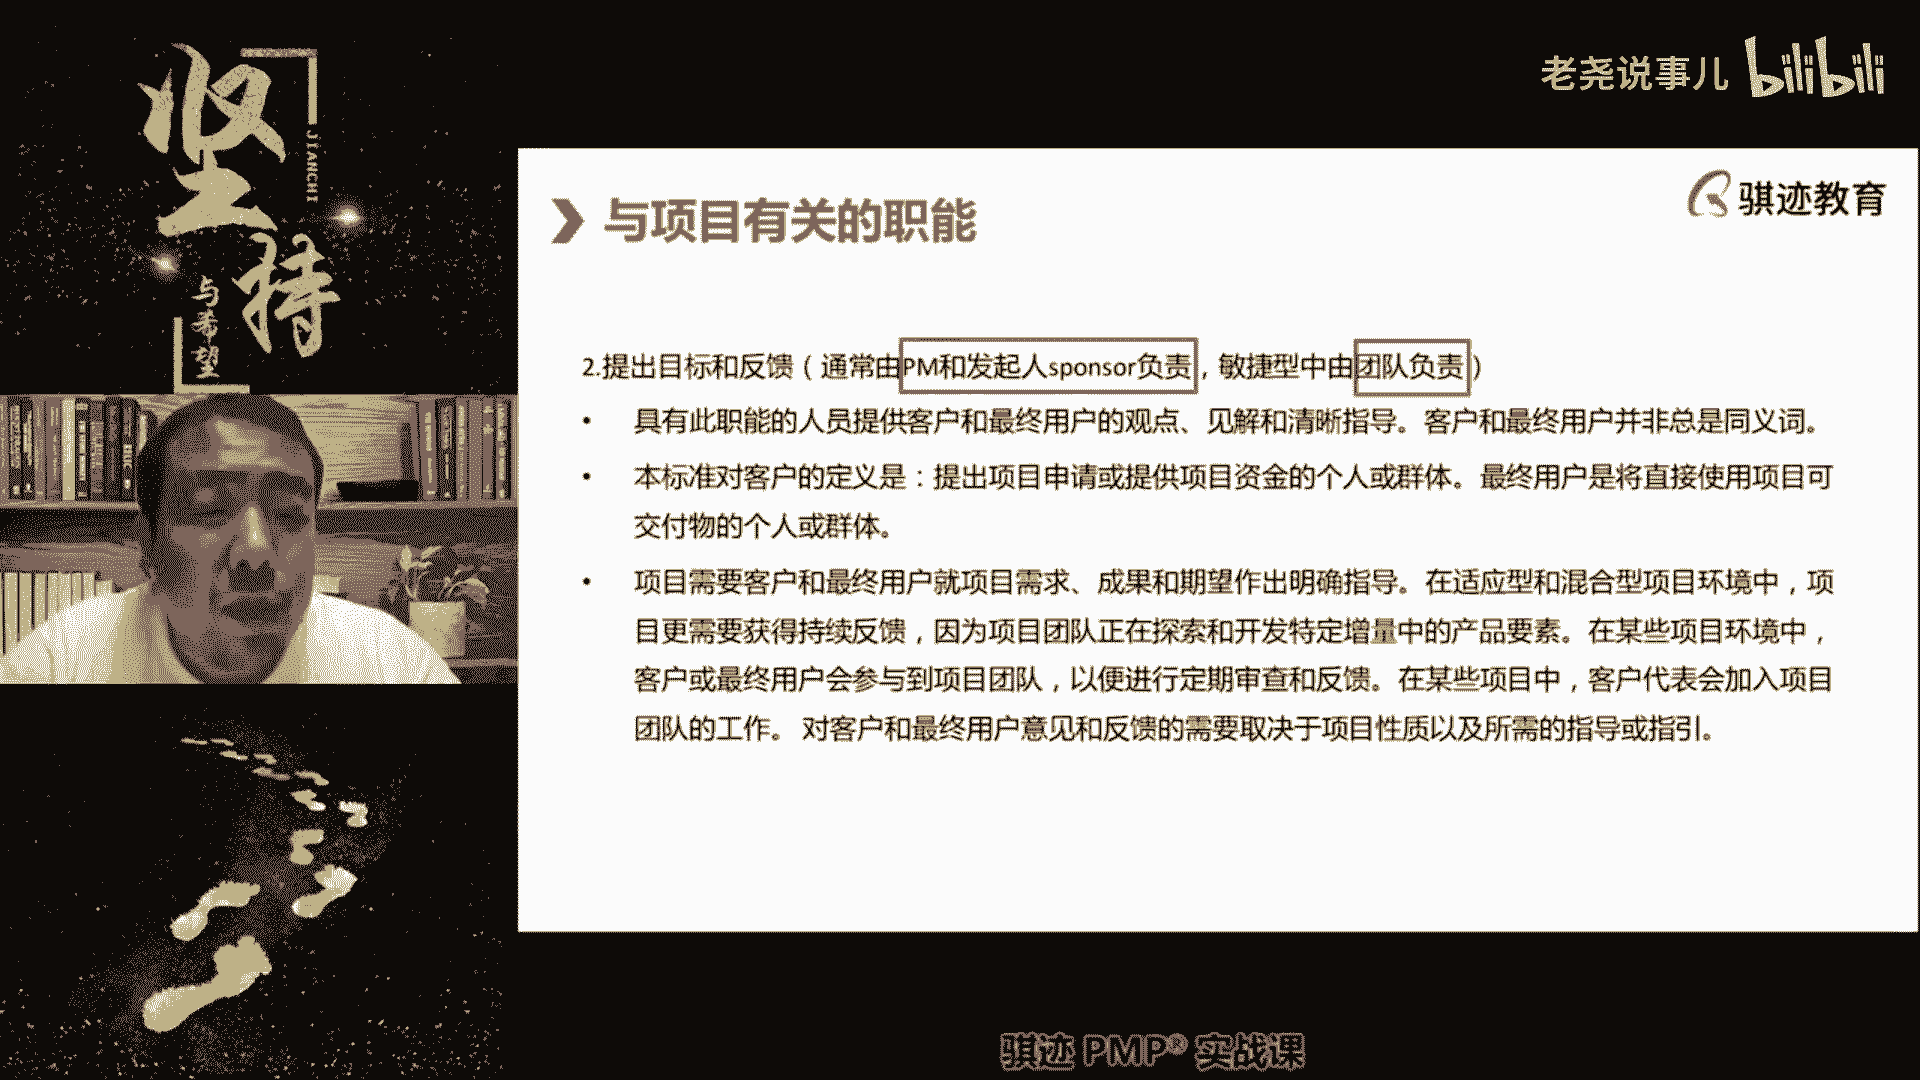 坚持
JIANCHI
与希望
老尧说事儿 bilibili
骐迹教育
与项目有关的职能
2.提出目标和反馈（通常由PM和发起人sponsor负责，敏捷型中由团队负责）
• 具有此职能的人员提供客户和最终用户的观点、见解和清晰指导。客户和最终用户并非总是同义词。
• 本标准对客户的定义是：提出项目申请或提供项目资金的个人或群体。最终用户是将直接使用项目可
交付物的个人或群体。
• 项目需要客户和最终用户就项目需求、成果和期望作出明确指导。在适应型和混合型项目环境中，项
目更需要获得持续反馈，因为项目团队正在探索和开发特定增量中的产品要素。在某些项目环境中，
客户或最终用户会参与到项目团队，以便进行定期审查和反馈。在某些项目中，客户代表会加入项目
团队的工作。 对客户和最终用户意见和反馈的需要取决于项目性质以及所需的指导或指引。
骐迹 PMP® 实战课